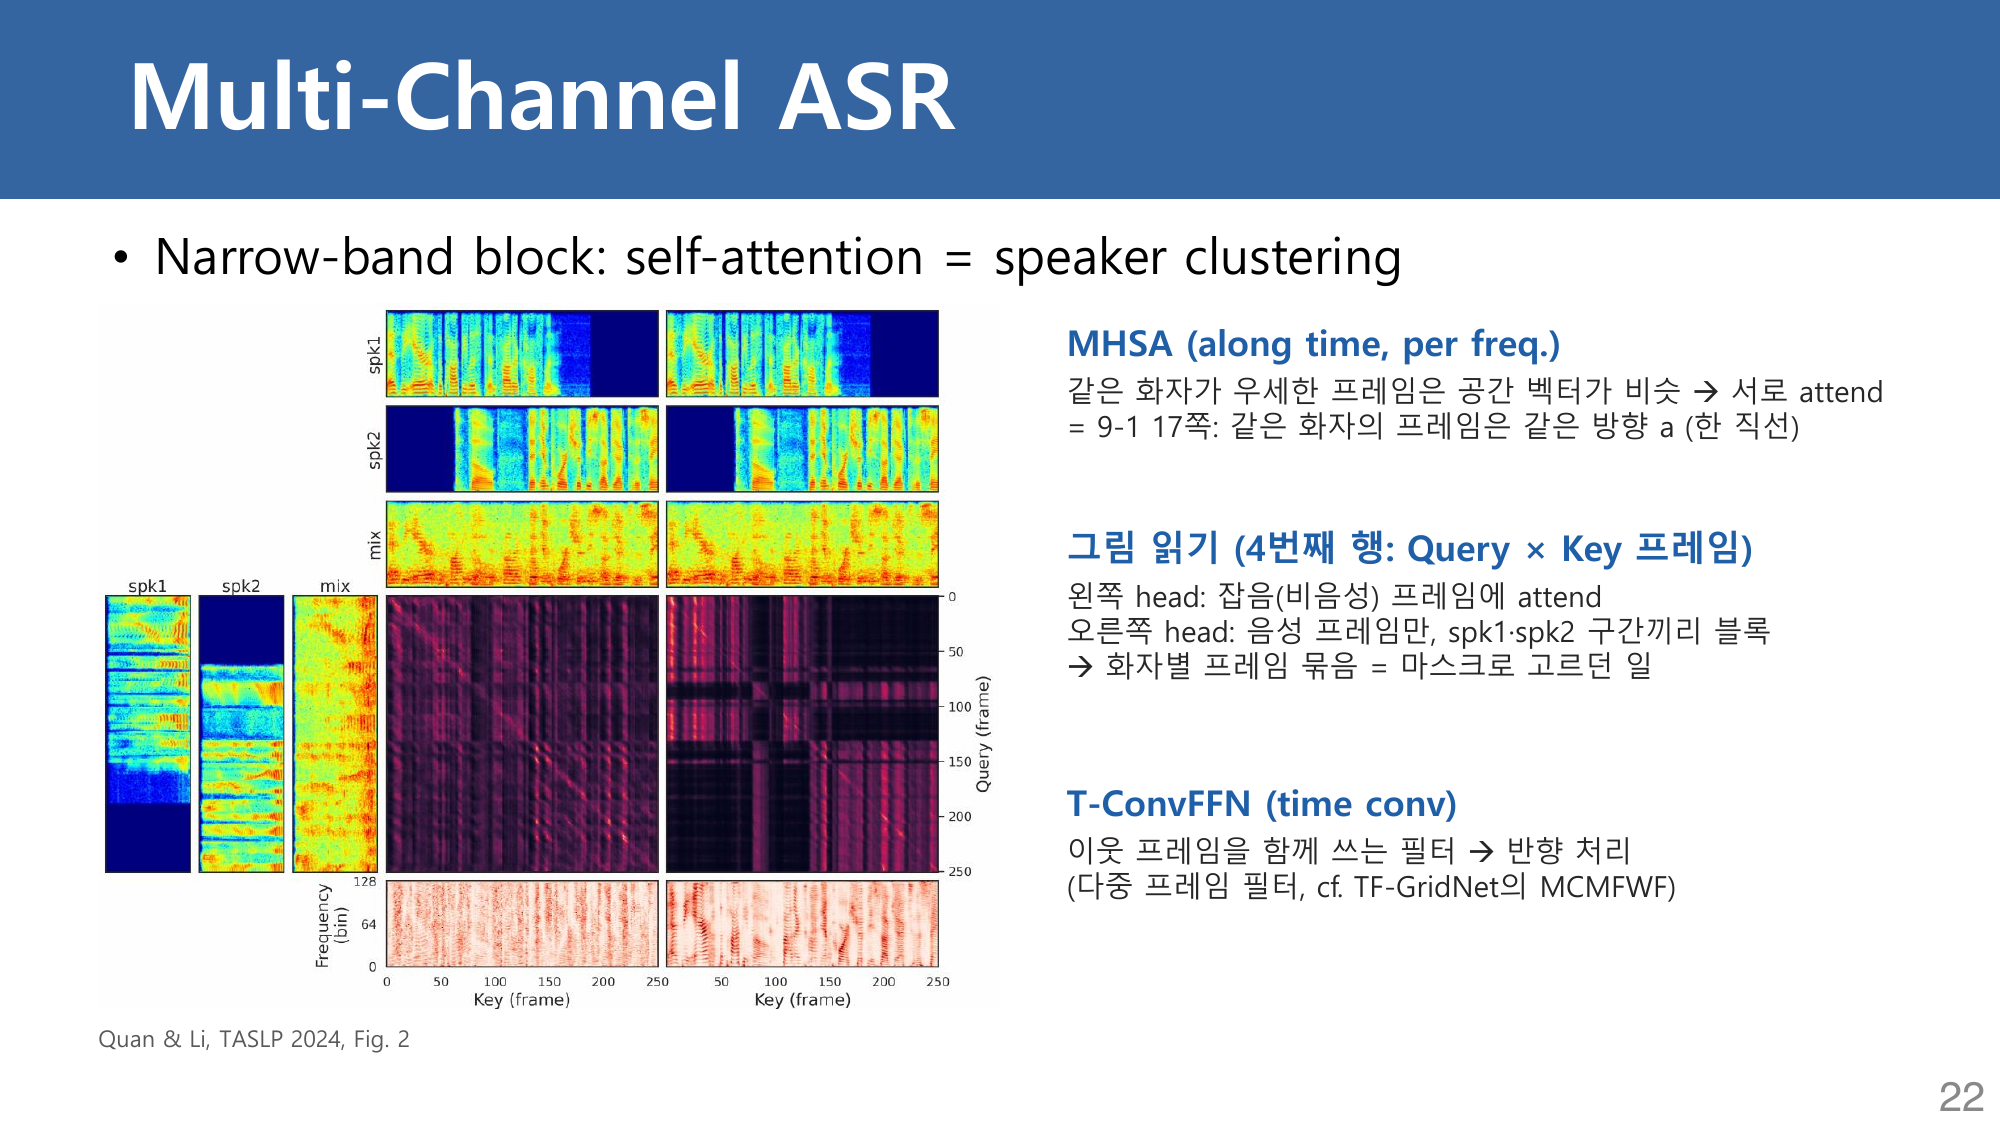 Multi-Channel ASR
• Narrow-band block: self-attention = speaker clustering
spk1
spk2
mix
spk1 spk2 mix
0
50
100
150
200
250
Query (frame)
128
64
0
Frequency
(bin)
0 50 100 150 200 250 50 100 150 200 250
Key (frame) Key (frame)
Quan & Li, TASLP 2024, Fig. 2
MHSA (along time, per freq.)
같은 화자가 우세한 프레임은 공간 벡터가 비슷 → 서로 attend
= 9-1 17쪽: 같은 화자의 프레임은 같은 방향 a (한 직선)
그림 읽기 (4번째 행: Query × Key 프레임)
왼쪽 head: 잡음(비음성) 프레임에 attend
오른쪽 head: 음성 프레임만, spk1·spk2 구간끼리 블록
→ 화자별 프레임 묶음 = 마스크로 고르던 일
T-ConvFFN (time conv)
이웃 프레임을 함께 쓰는 필터 → 반향 처리
(다중 프레임 필터, cf. TF-GridNet의 MCMFWF)
22